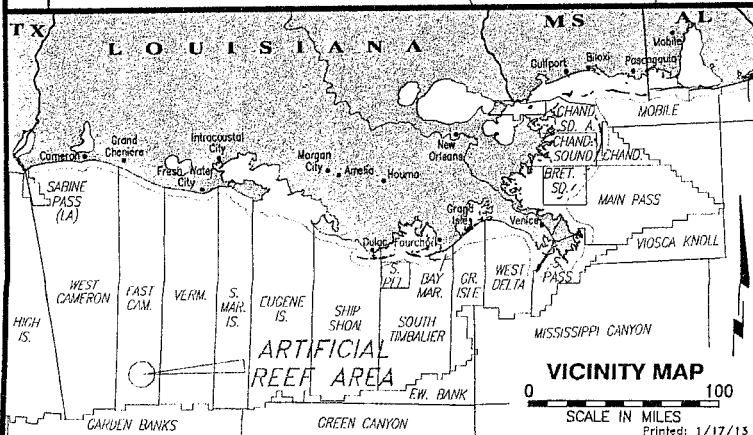 TX
LOUISIANA
MS
AL
Mobile
Gulfport
Biloxi
Pascagoula
MOBILE
CHAND.
SD. A.
CHAND.
SOUND
CHAND.
BRET.
SD.
New
Orleans
Intracoastal
City
Grand
Cheniere
Cameron
Fresh Water
City
Morgan
City
Amelia
Houma
Grand
Isle
Venice
Dulac
Fourchon
SABINE
PASS
(LA)
MAIN PASS
VIOSCA KNOLL
S.
PASS
WEST
CAMERON
EAST
CAM.
VERM.
S.
MAR.
IS.
EUGENE
IS.
SHIP
SHOAL
S.
PEL.
BAY
MAR.
GR.
ISLE
WEST
DELTA
SOUTH
TIMBALIER
HIGH
IS.
MISSISSIPPI CANYON
ARTIFICIAL
REEF AREA
EW. BANK
GARDEN BANKS
GREEN CANYON
VICINITY MAP
0 100
SCALE IN MILES
Printed: 1/17/13